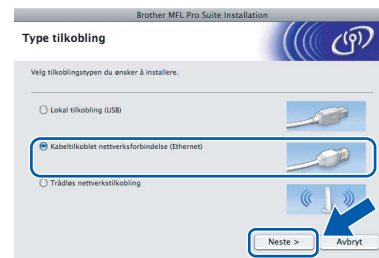 Brother MFL Pro Suite Installation
Type tilkobling
Velg tilkoblingstypen du ønsker å installere.
Lokal tilkobling (USB)
Kabeltilkoblet nettverksforbindelse (Ethernet)
Trådløs nettverkstilkobling
Neste >
Avbryt